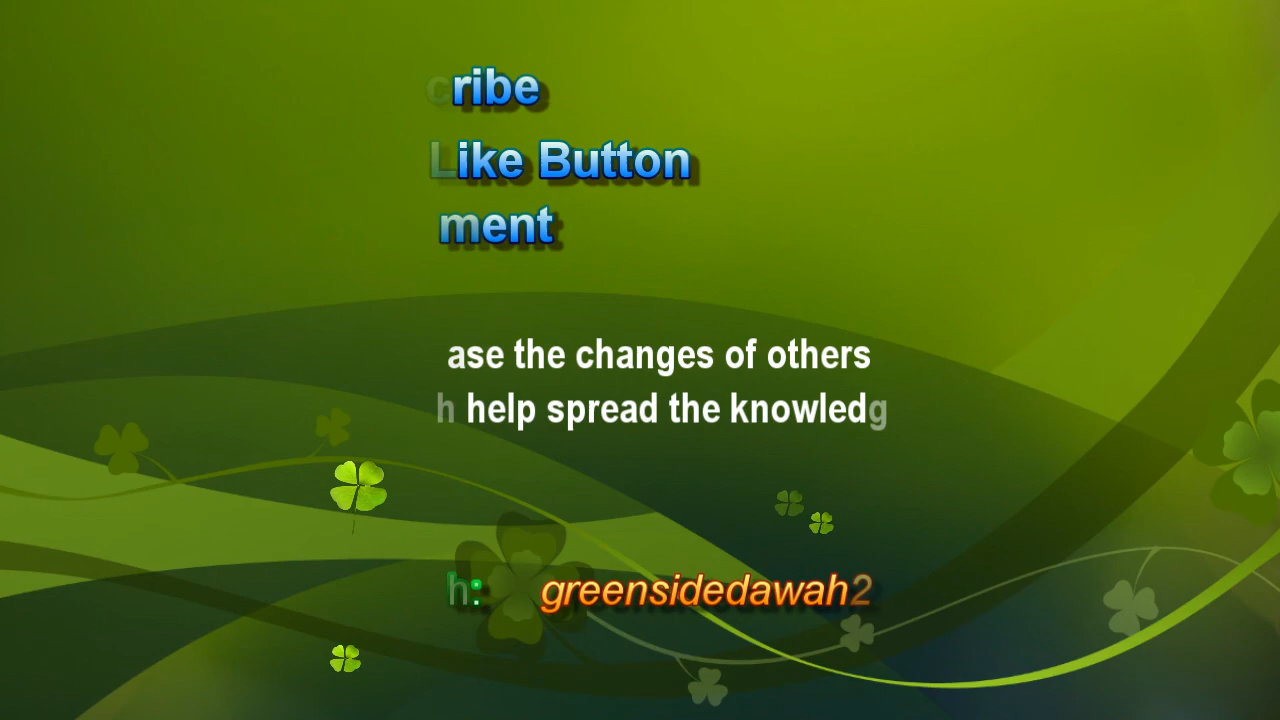 cribe
Like Button
ment
ase the changes of others
h help spread the knowledg
h: greensidedawah2